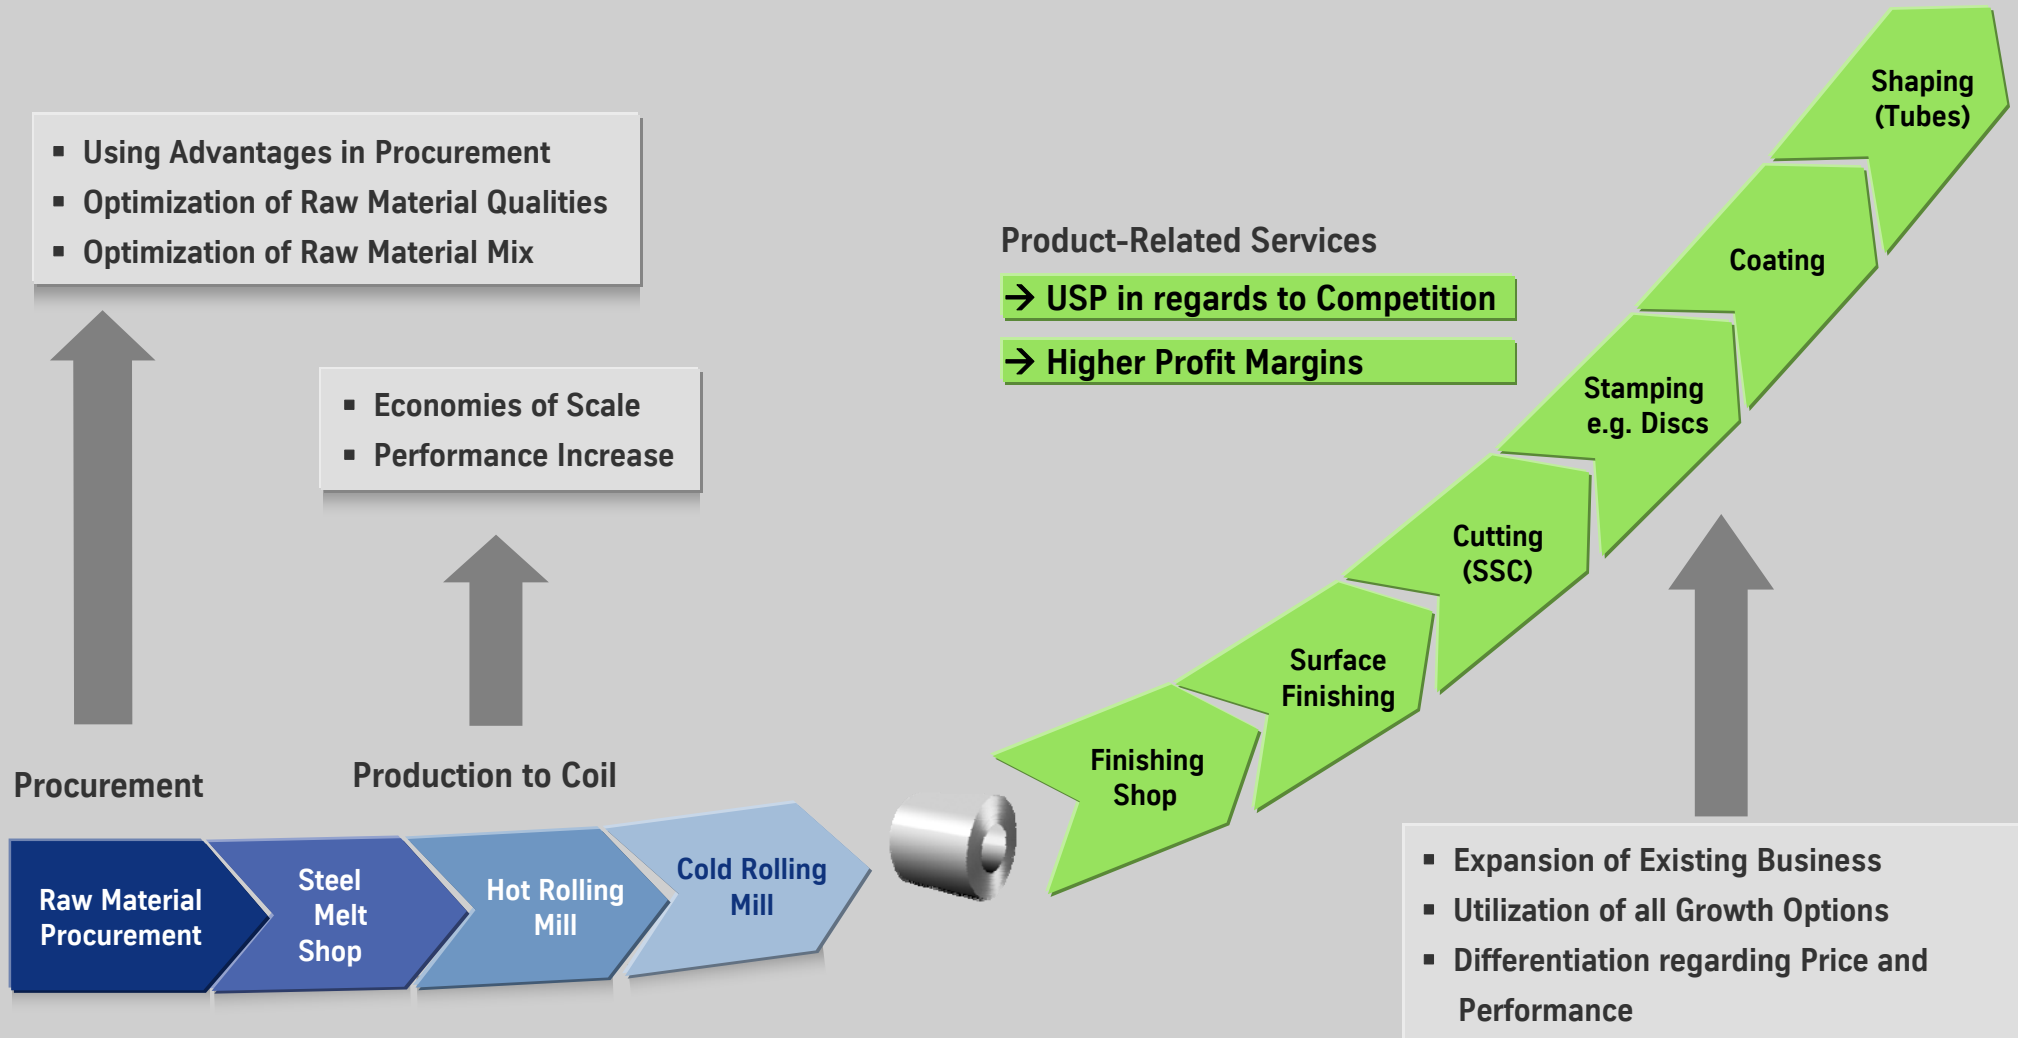 ▪ Using Advantages in Procurement
▪ Optimization of Raw Material Qualities
▪ Optimization of Raw Material Mix
▪ Economies of Scale
▪ Performance Increase
Procurement
Production to Coil
Raw Material
Procurement
Steel
Melt
Shop
Hot Rolling
Mill
Cold Rolling
Mill
Product-Related Services
→ USP in regards to Competition
→ Higher Profit Margins
Finishing
Shop
Surface
Finishing
Cutting
(SSC)
Stamping
e.g. Discs
Coating
Shaping
(Tubes)
▪ Expansion of Existing Business
▪ Utilization of all Growth Options
▪ Differentiation regarding Price and
Performance